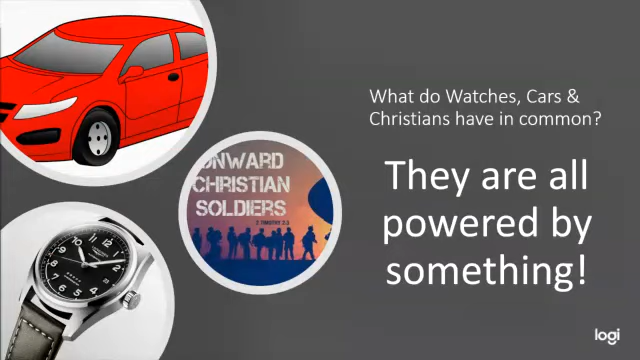 What do Watches, Cars &
Christians have in common?
They are all
powered by
something!
ONWARD
CHRISTIAN
SOLDIERS
2 TIMOTHY 2:3
logi